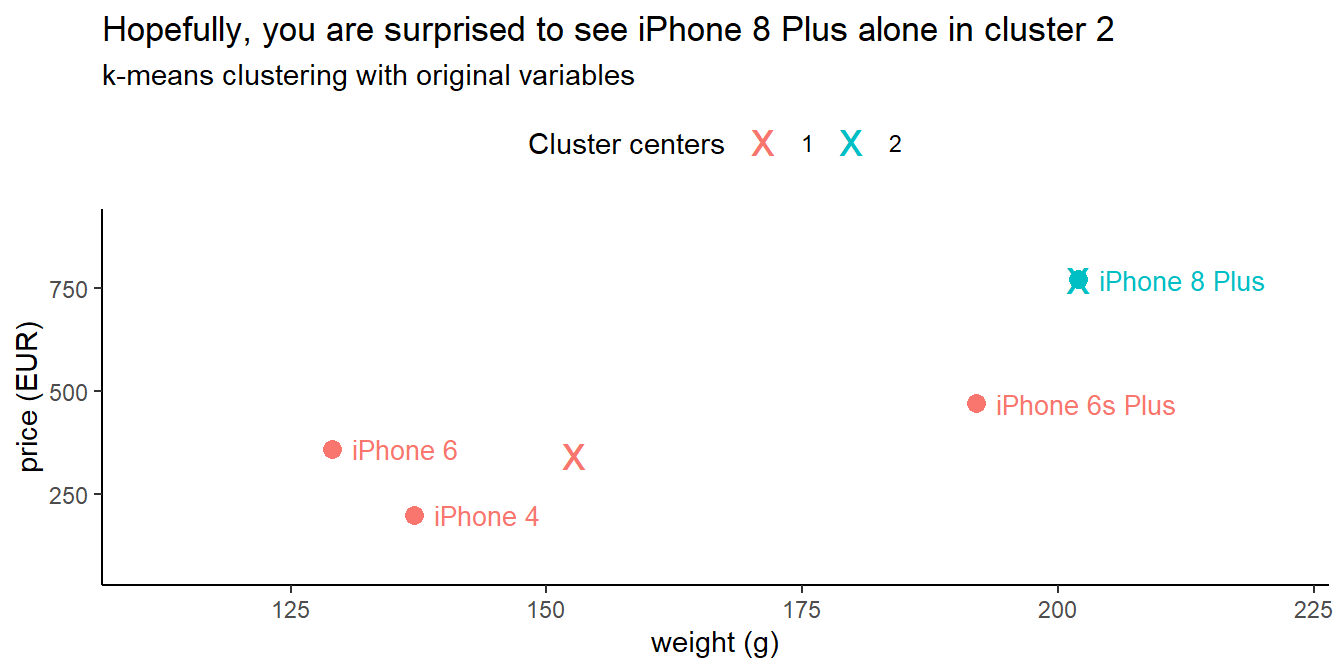 Hopefully, you are surprised to see iPhone 8 Plus alone in cluster 2
k-means clustering with original variables
Cluster centers X 1 X 2
price (EUR)
750
500
250
iPhone 8 Plus
iPhone 6s Plus
iPhone 6
X
iPhone 4
125 150 175 200 225
weight (g)